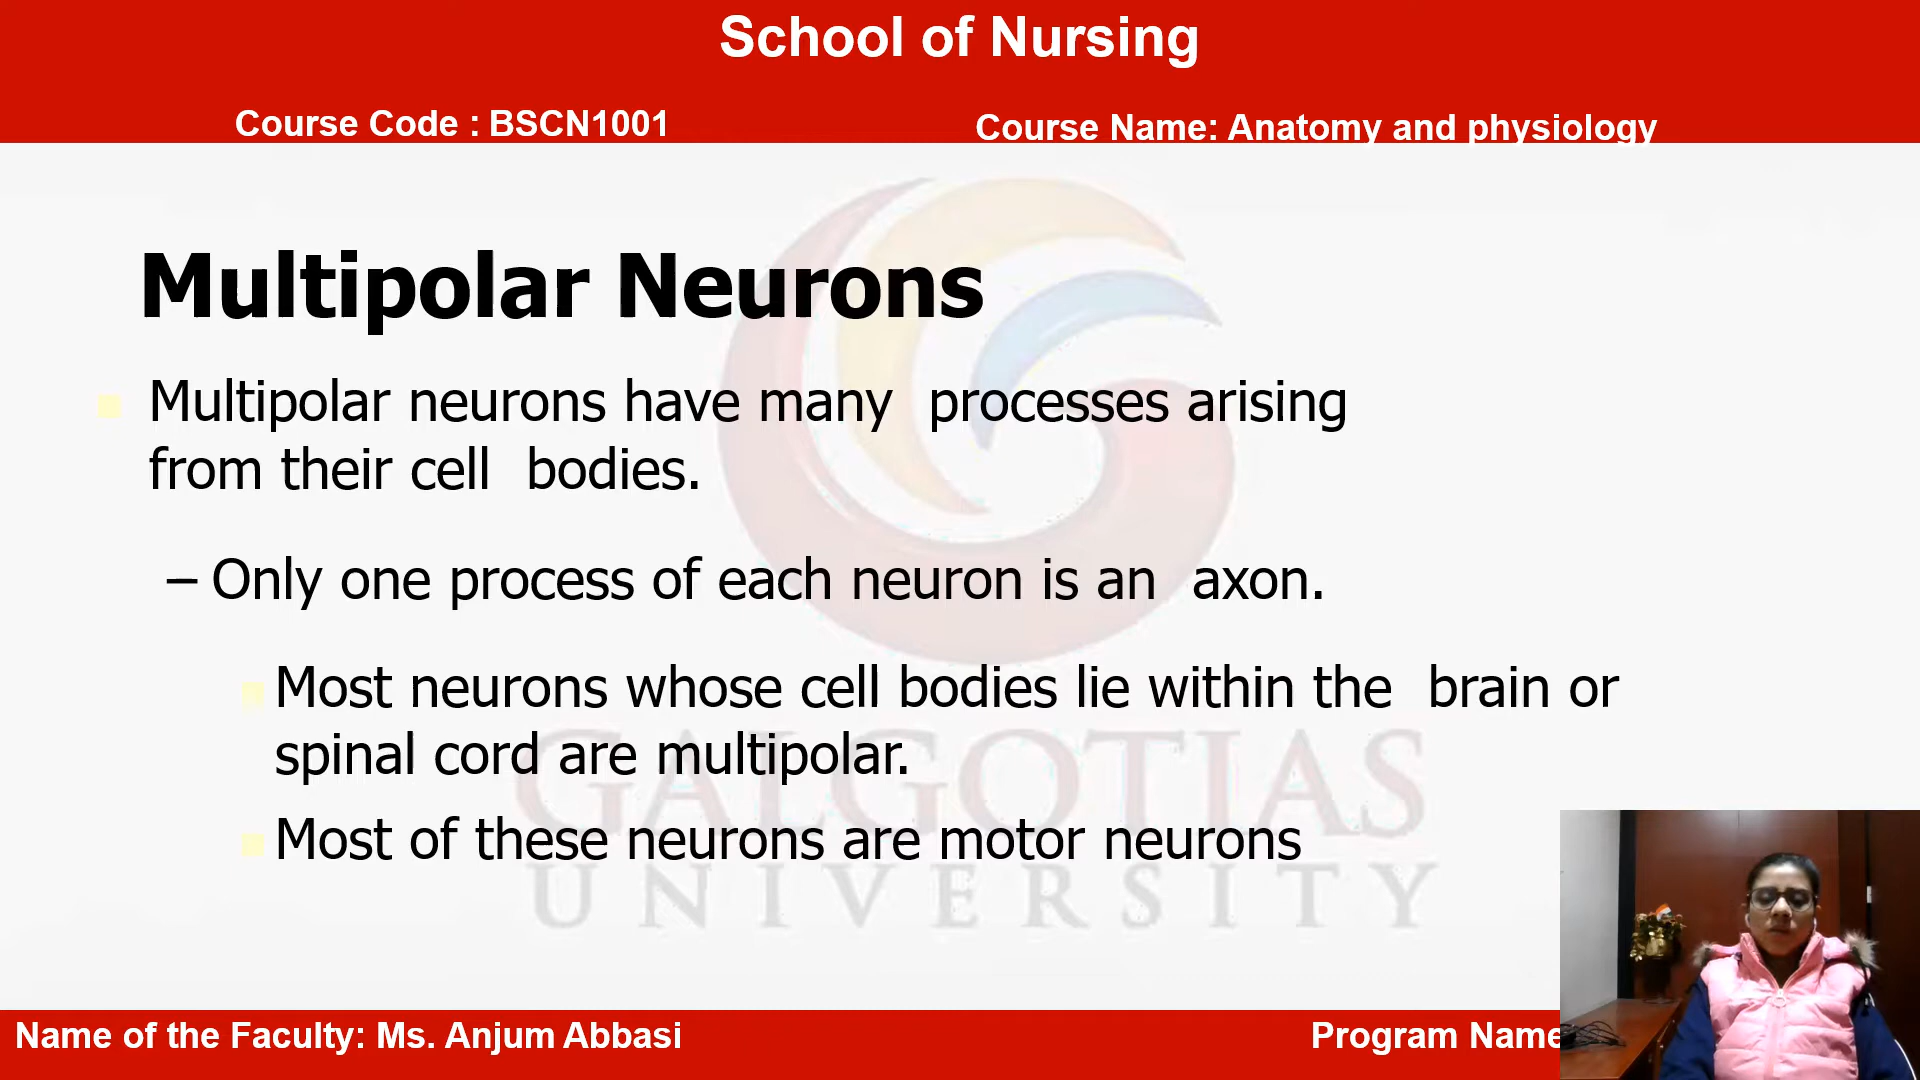 School of Nursing
Course Code : BSCN1001
Course Name: Anatomy and physiology
Multipolar Neurons
Multipolar neurons have many processes arising
from their cell bodies.
– Only one process of each neuron is an axon.
Most neurons whose cell bodies lie within the brain or
spinal cord are multipolar.
Most of these neurons are motor neurons
GALGOTIAS
UNIVERSITY
Name of the Faculty: Ms. Anjum Abbasi
Program Name